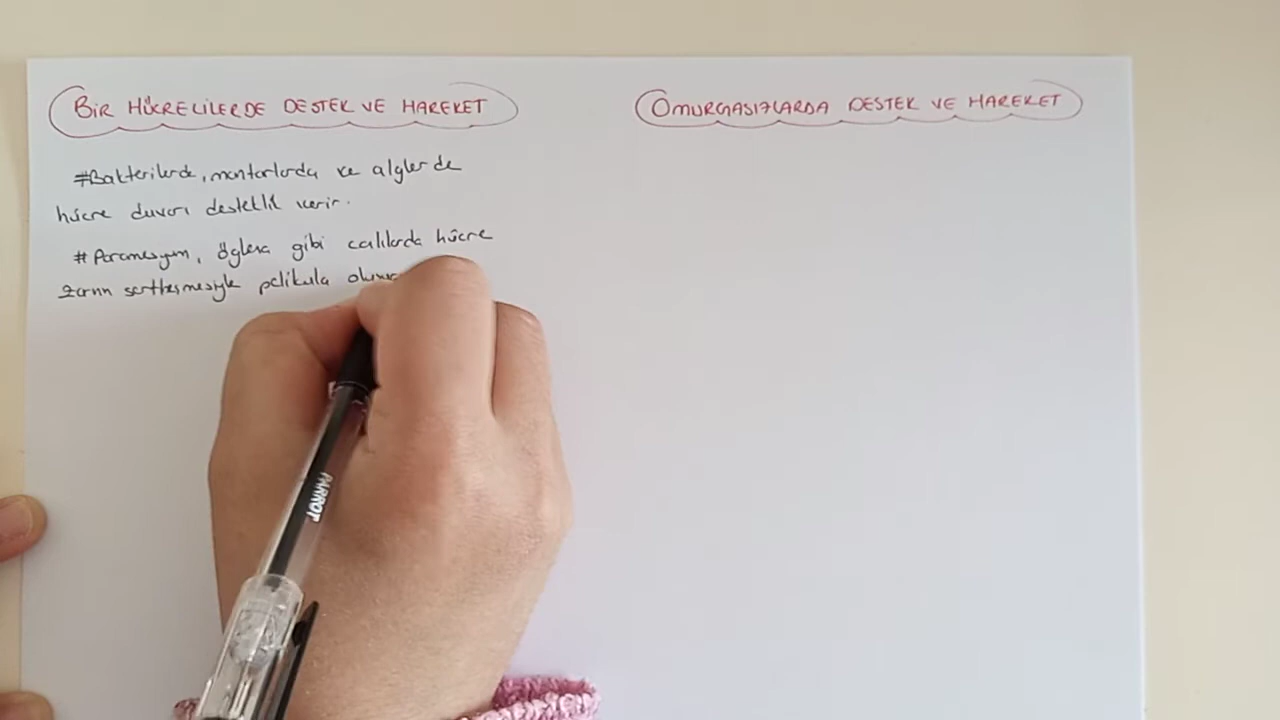 BİR HÜCRELİLERDE DESTEK VE HAREKET
#Bakterilerde, mantarlarda ve alglerde
hücre duvarı desteklik verir.
#Paramesyum, öglena gibi canlılarda hücre
zarının sertleşmesiyle pelikula
OMURGASIZLARDA DESTEK VE HAREKET
PARROT